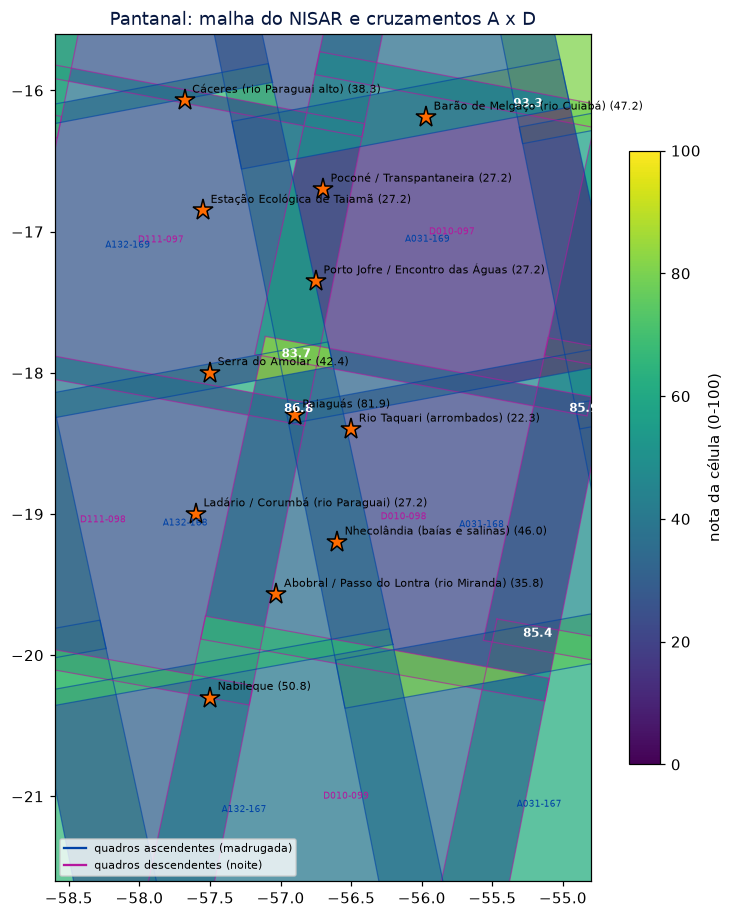 Pantanal: malha do NISAR e cruzamentos A x D
−16
Cáceres (rio Paraguai alto) (38.3)
93.3
Barão de Melgaço (rio Cuiabá) (47.2)
Poconé / Transpantaneira (27.2)
Estação Ecológica de Taiamã (27.2)
−17
D010-097
D111-097
A031-169
A132-169
Porto Jofre / Encontro das Águas (27.2)
83.7
Serra do Amolar (42.4)
−18
86.8
Paiaguás (81.9)
85.9
Rio Taquari (arrombados) (22.3)
Ladário / Corumbá (rio Paraguai) (27.2)
−19
D111-098
D010-098
A132-168
A031-168
Nhecolândia (baías e salinas) (46.0)
Abobral / Passo do Lontra (rio Miranda) (35.8)
85.4
−20
Nabileque (50.8)
D010-099
−21
A132-167
A031-167
quadros ascendentes (madrugada)
quadros descendentes (noite)
−58.5 −58.0 −57.5 −57.0 −56.5 −56.0 −55.5 −55.0
100
80
60
40
20
0
nota da célula (0-100)